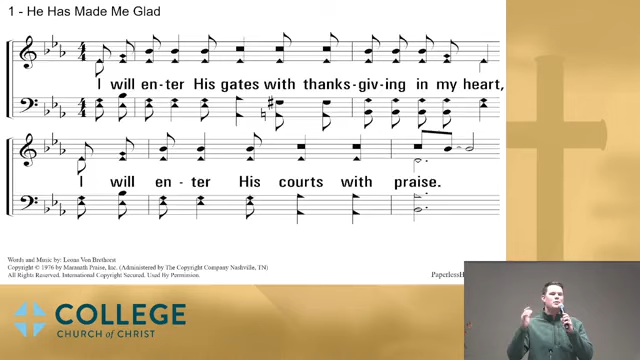 1 - He Has Made Me Glad
I will en-ter His gates with thanks-giv-ing in my heart,
I will en - ter His courts with praise.
Words and Music by: Leona Von Brethorst
Copyright © 1976 by Maranatha Praise, Inc. (Administered by The Copyright Company Nashville, TN)
All Rights Reserved. International Copyright Secured. Used By Permission.
COLLEGE
CHURCH of CHRIST